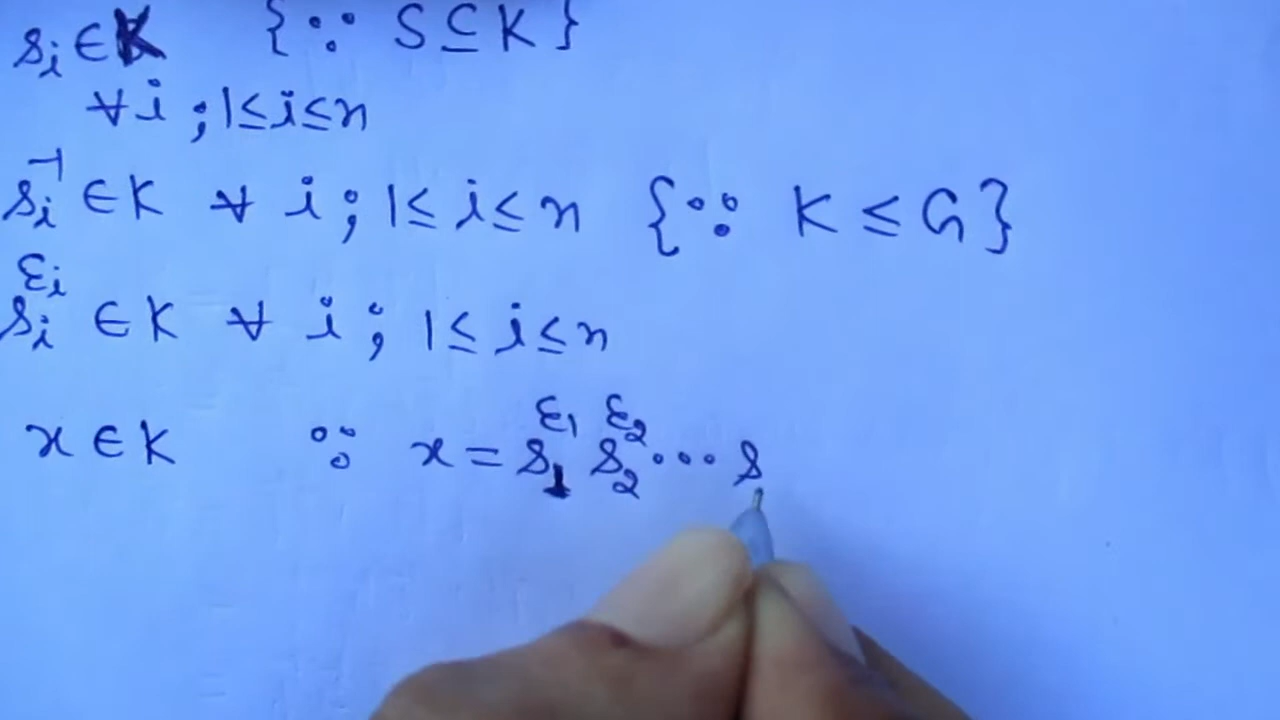 sᵢ ∈ K {∵ S ⊆ K}
∀ i ; 1 ≤ i ≤ n
sᵢ⁻¹ ∈ K ∀ i ; 1 ≤ i ≤ n {∵ K ≤ G}
sᵢ^εᵢ ∈ K ∀ i ; 1 ≤ i ≤ n
x ∈ K ∵ x = s₁^ε₁ s₂^ε₂ ... s